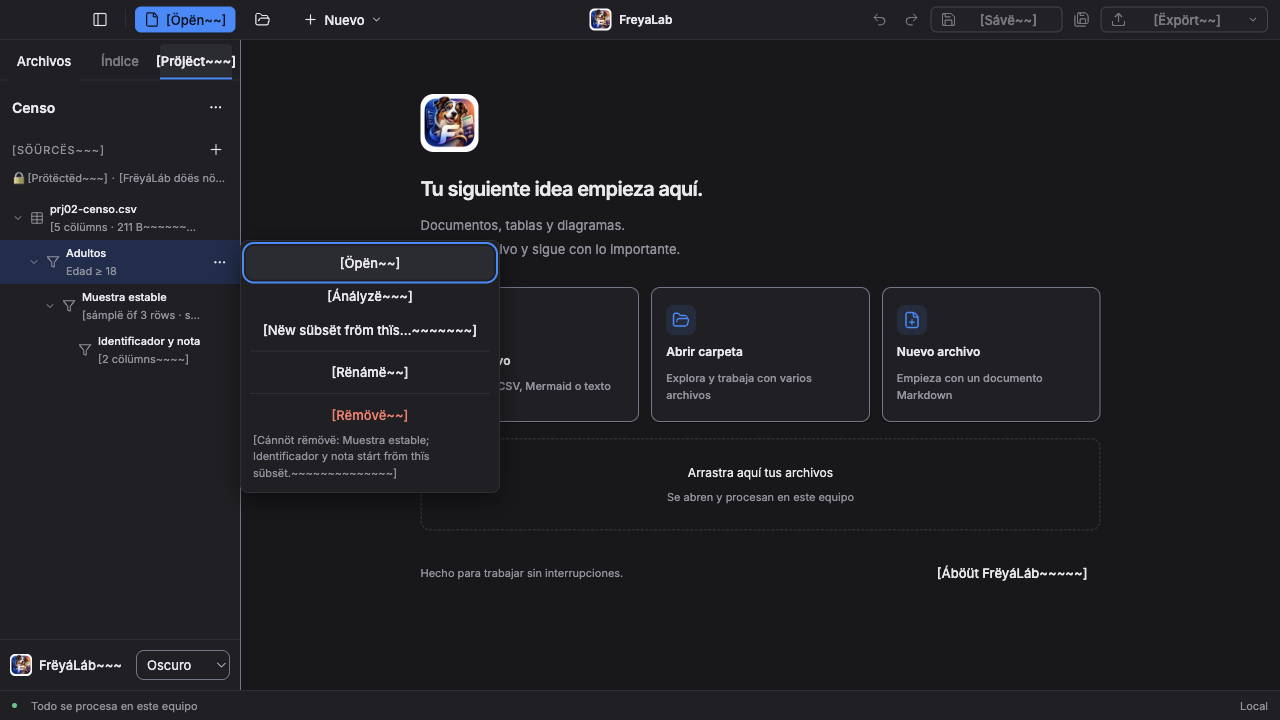 [Öpën~~]
Nuevo
FreyaLab
[Sávë~~]
[Ëxpört~~]
Archivos
Índice
[Pröjëct~~~]
Censo
[SÖÜRCËS~~~]
[Prötëctëd~~~] · [FrëyáLáb döës nö...
prj02-censo.csv
[5 cölümns · 211 B~~~~~~...
Adultos
Edad ≥ 18
Muestra estable
[sámplë öf 3 röws · s...
Identificador y nota
[2 cölümns~~~~]
[Öpën~~]
[Ánályzë~~~]
[Nëw sübsët fröm thïs...~~~~~~~]
[Rënámë~~]
[Rëmövë~~]
[Cánnöt rëmövë: Muestra estable;
Identificador y nota stárt fröm thïs
sübsët.~~~~~~~~~~~~~~]
Tu siguiente idea empieza aquí.
Documentos, tablas y diagramas.
ivo y sigue con lo importante.
vo
CSV, Mermaid o texto
Abrir carpeta
Explora y trabaja con varios
archivos
Nuevo archivo
Empieza con un documento
Markdown
Arrastra aquí tus archivos
Se abren y procesan en este equipo
Hecho para trabajar sin interrupciones.
[Áböüt FrëyáLáb~~~~~]
FrëyáLáb~~~
Oscuro
Todo se procesa en este equipo
Local